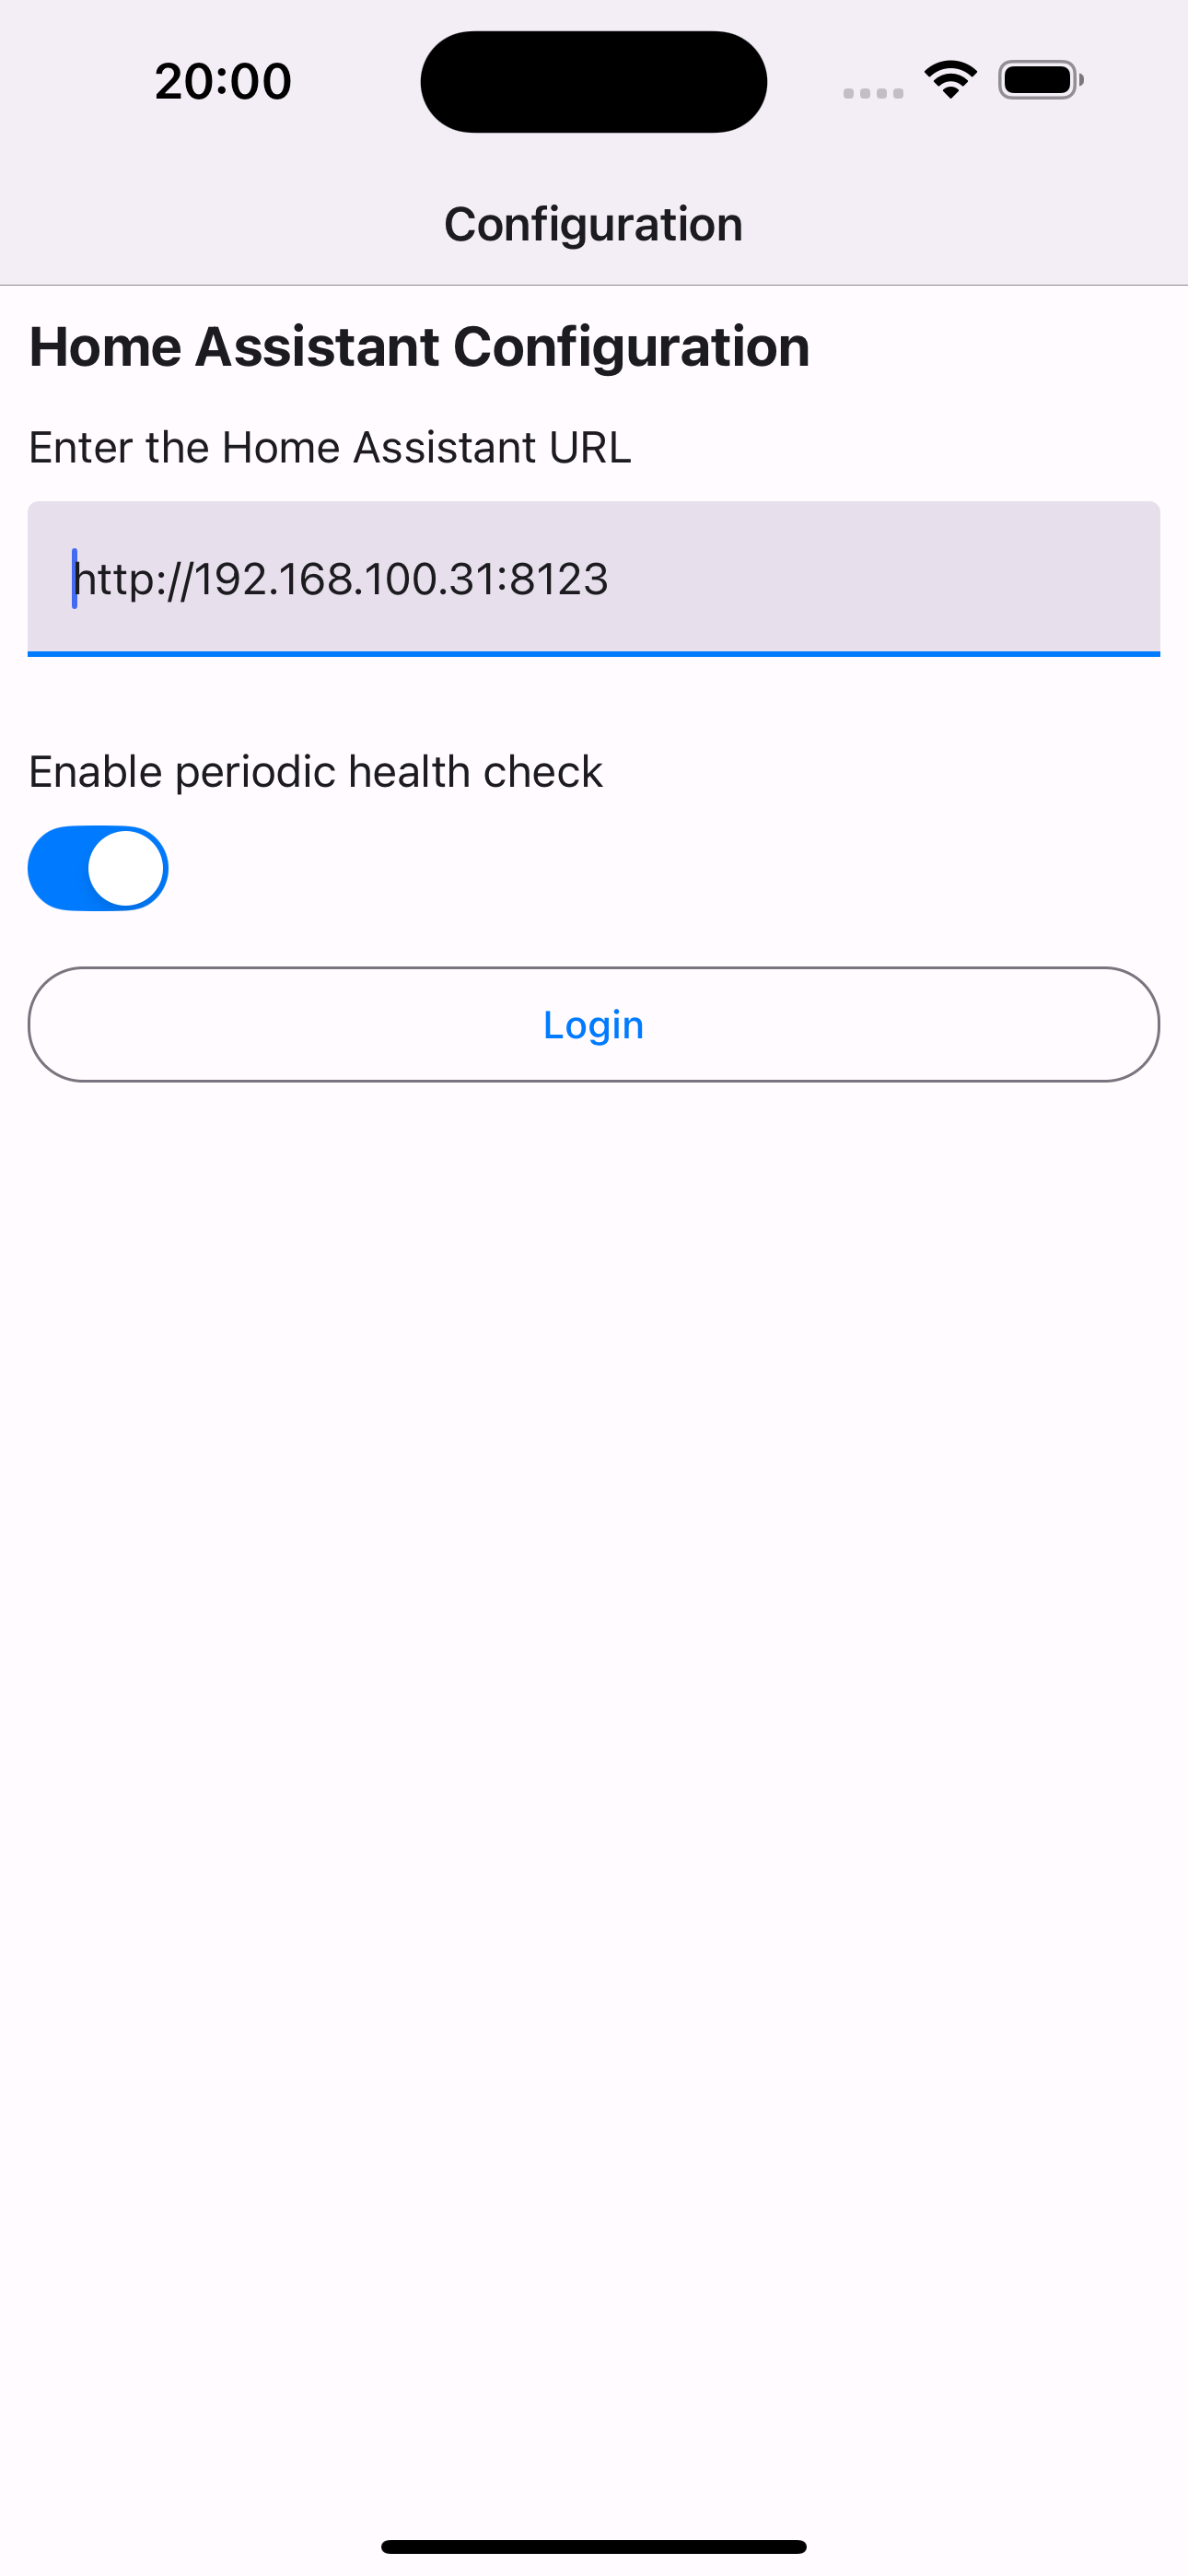 20:00
Configuration
Home Assistant Configuration
Enter the Home Assistant URL
http://192.168.100.31:8123
Enable periodic health check
Login